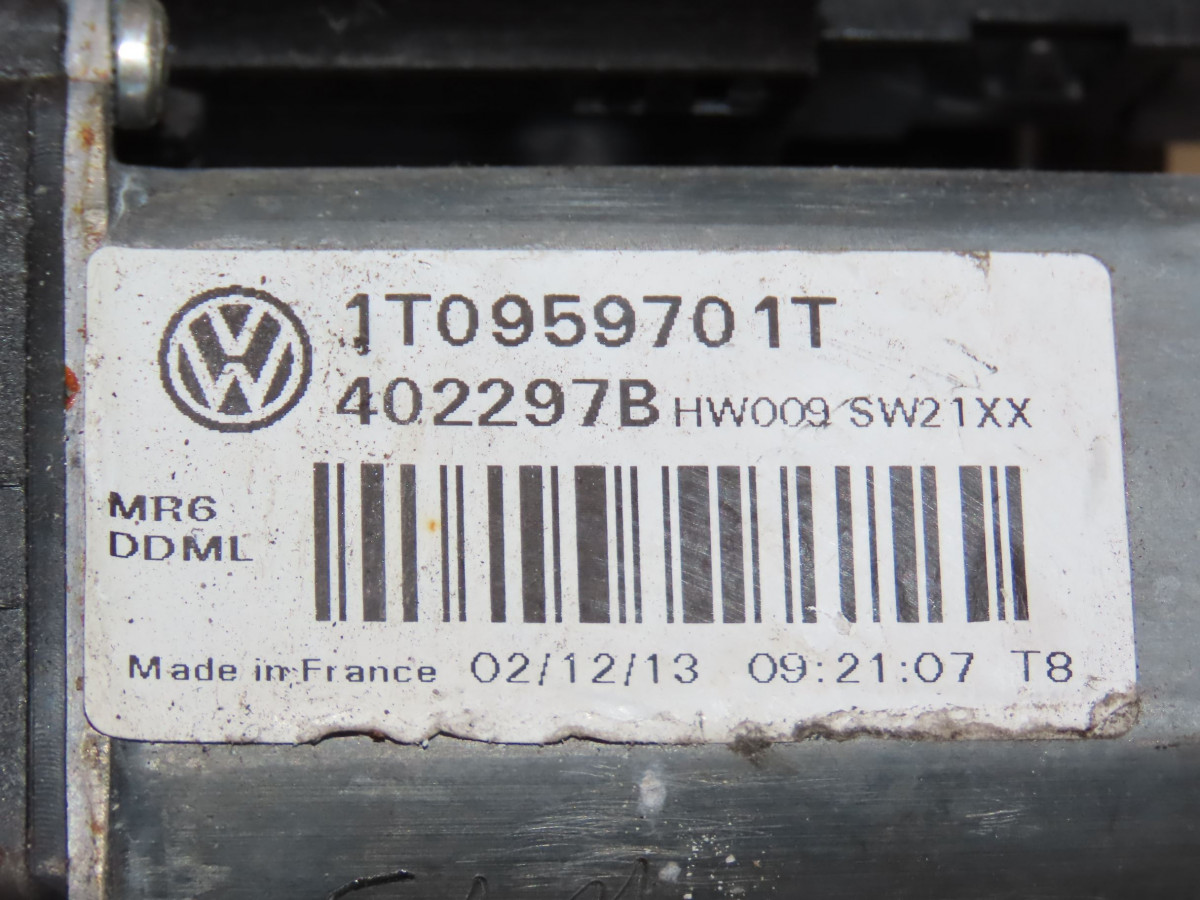 1T0959701T
402297B HW009 SW21XX
MR6
DDML
Made in France 02/12/13 09:21:07 T8